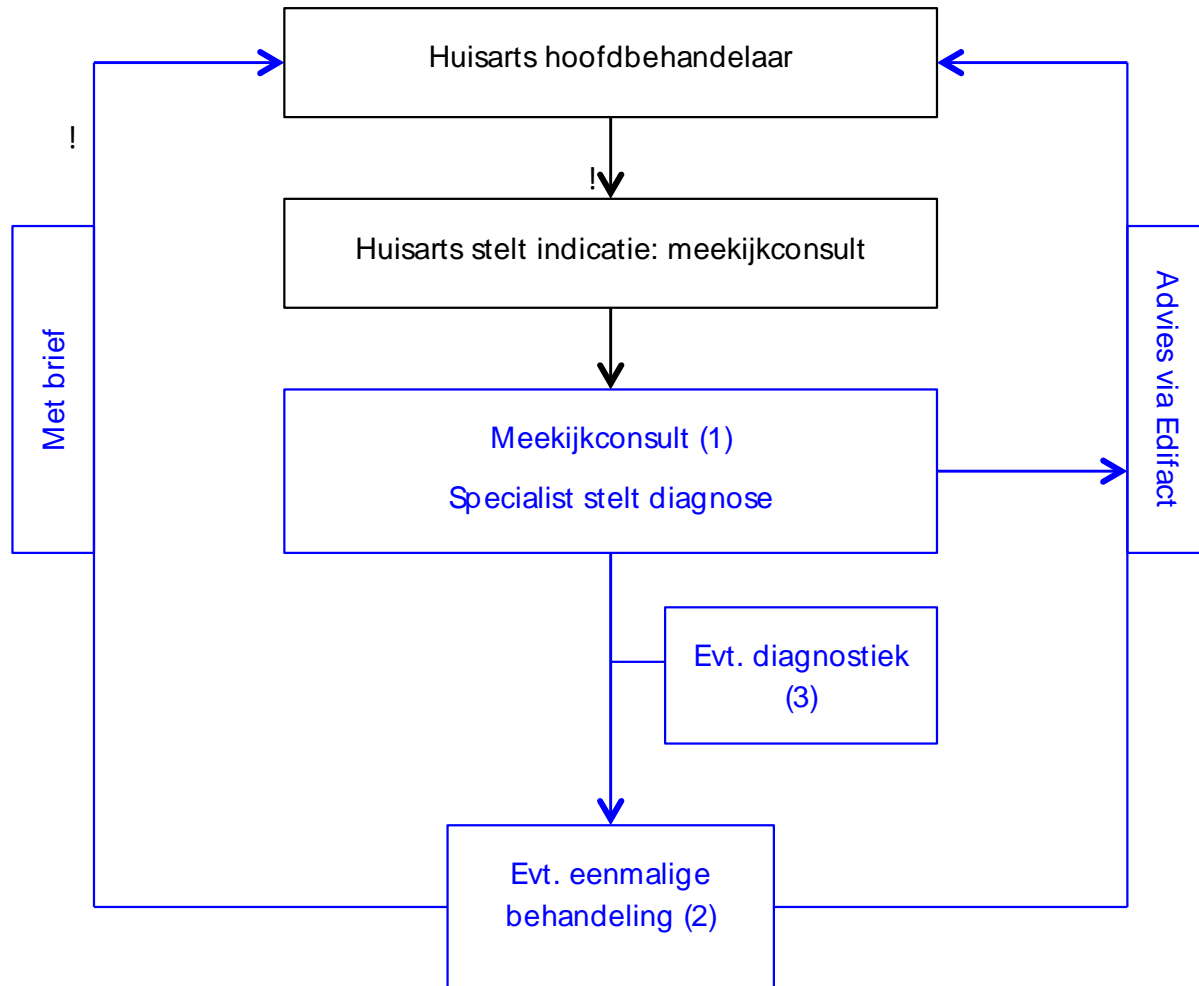 Huisarts hoofdbehandelaar
!
!
Huisarts stelt indicatie: meekijkconsult
Met brief
Advies via Edifact
Meekijkconsult (1)
Specialist stelt diagnose
Evt. diagnostiek
(3)
Evt. eenmalige
behandeling (2)